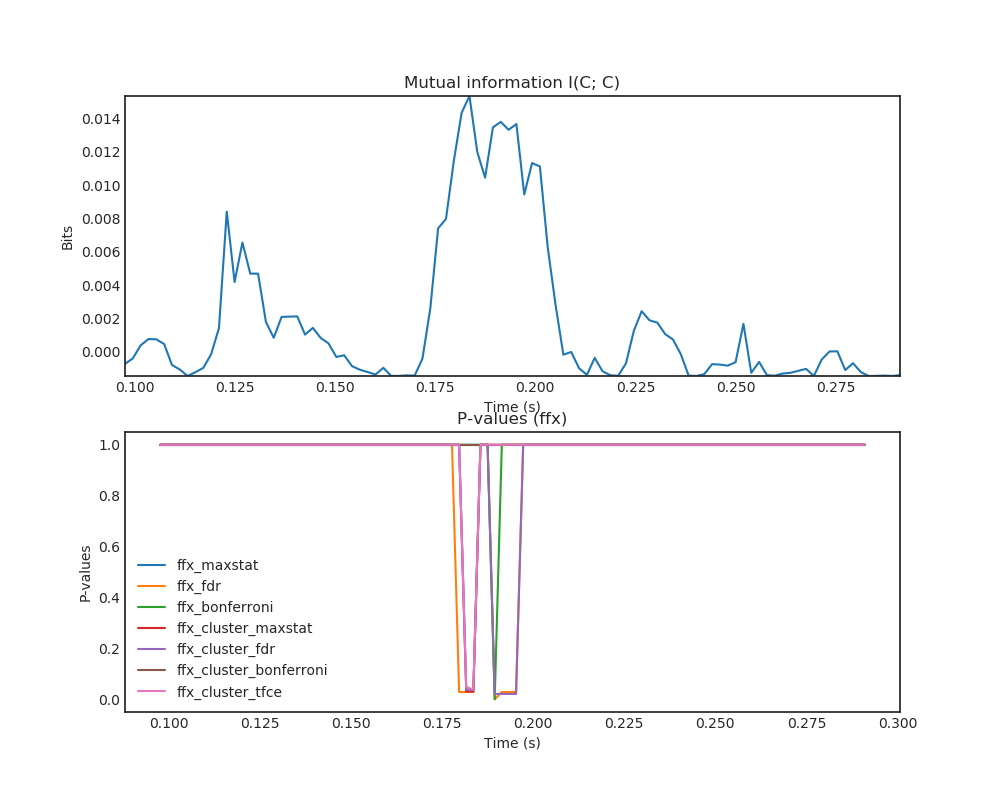 Mutual information I(C; C)
0.014
0.012
0.010
0.008
0.006
0.004
0.002
0.000
Bits
0.100 0.125 0.150 0.175 0.200 0.225 0.250 0.275
Time (s)
P-values (ffx)
1.0
0.8
0.6
0.4
0.2
0.0
P-values
ffx_maxstat
ffx_fdr
ffx_bonferroni
ffx_cluster_maxstat
ffx_cluster_fdr
ffx_cluster_bonferroni
ffx_cluster_tfce
0.100 0.125 0.150 0.175 0.200 0.225 0.250 0.275 0.300
Time (s)